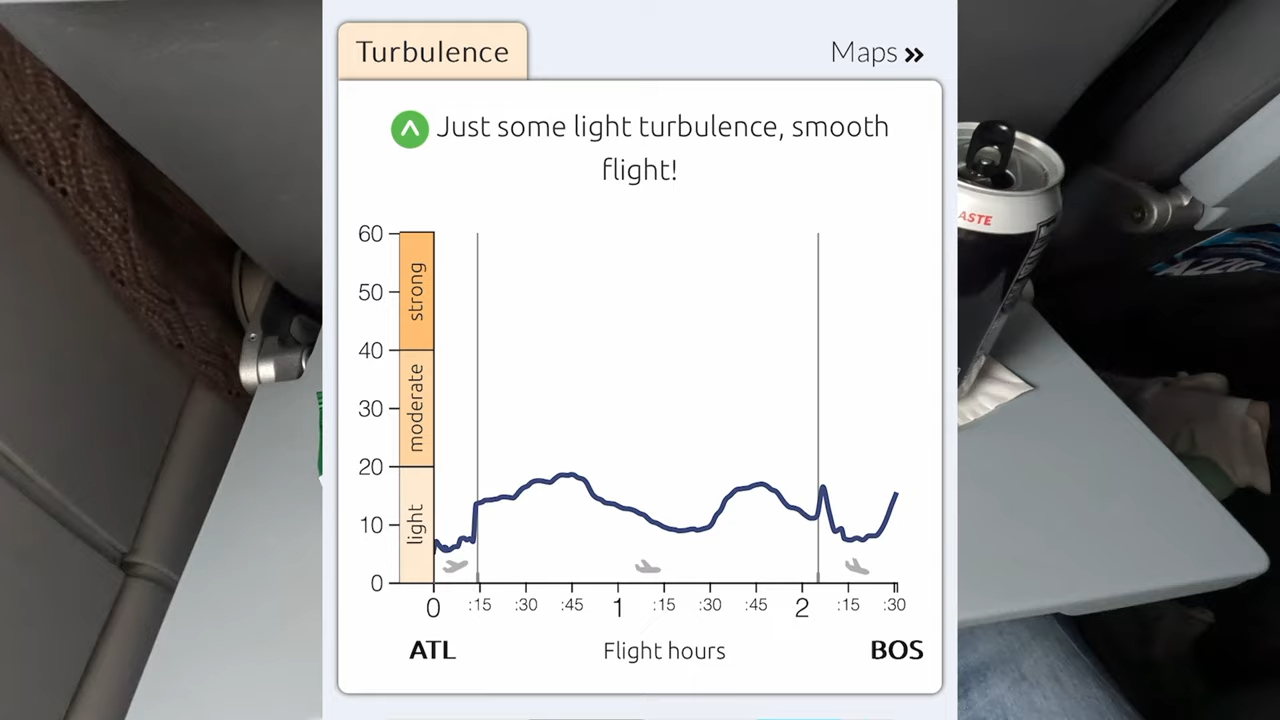 Turbulence
Maps »
Just some light turbulence, smooth
flight!
60
50
40
30
20
10
0
strong
moderate
light
0 :15 :30 :45 1 :15 :30 :45 2 :15 :30
ATL Flight hours BOS
ASTE
AZZO